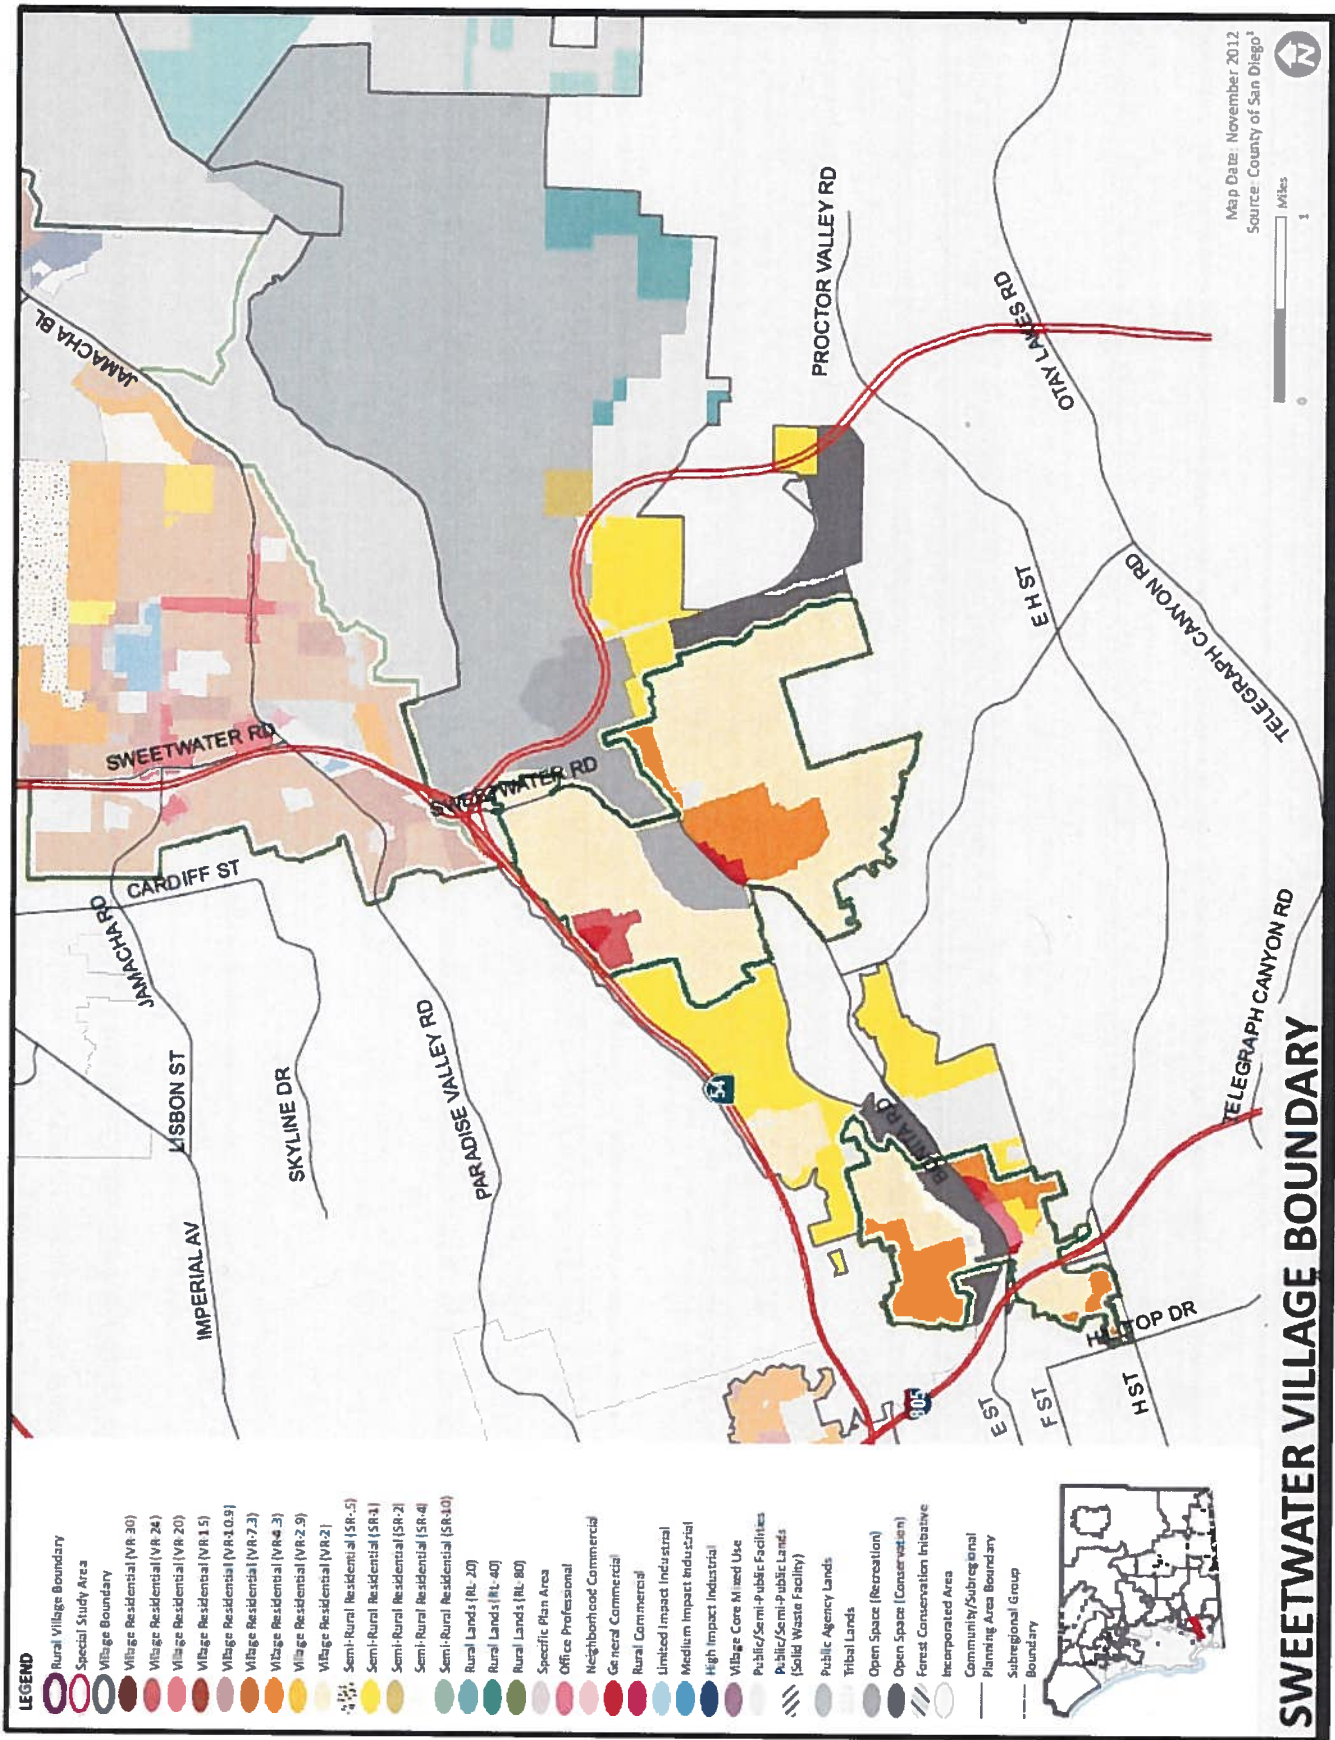 SWEETWATER VILLAGE BOUNDARY
LEGEND
Rural Village Boundary
Special Study Area
Village Boundary
Village Residential (VR-30)
Village Residential (VR-24)
Village Residential (VR-20)
Village Residential (VR-15)
Village Residential (VR-10.9)
Village Residential (VR-7.3)
Village Residential (VR-4.3)
Village Residential (VR-2.9)
Village Residential (VR-2)
Semi-Rural Residential (SR-.5)
Semi-Rural Residential (SR-1)
Semi-Rural Residential (SR-2)
Semi-Rural Residential (SR-4)
Semi-Rural Residential (SR-10)
Rural Lands (RL-20)
Rural Lands (RL-40)
Rural Lands (RL-80)
Specific Plan Area
Office Professional
Neighborhood Commercial
General Commercial
Rural Commercial
Limited Impact Industrial
Medium Impact Industrial
High Impact Industrial
Village Core Mixed Use
Public/Semi-Public Facilities
Public/Semi-Public Lands
(Solid Waste Facility)
Public Agency Lands
Tribal Lands
Open Space (Recreation)
Open Space (Conservation)
Forest Conservation Initiative
Incorporated Area
Community/Subregional
Planning Area Boundary
Subregional Group
Boundary
JAMACHA BL
SWEETWATER RD
CARDIFF ST
JAMACHA RD
LISBON ST
SKYLINE DR
IMPERIAL AV
PARADISE VALLEY RD
SWEETWATER RD
54
BONITA RD
805
E ST
F ST
H ST
HILLTOP DR
PROCTOR VALLEY RD
OTAY LAKES RD
E H ST
TELEGRAPH CANYON RD
TELEGRAPH CANYON RD
TELEGRAPH
Map Date: November 2012
Source: County of San Diego¹
0 1 Miles
N